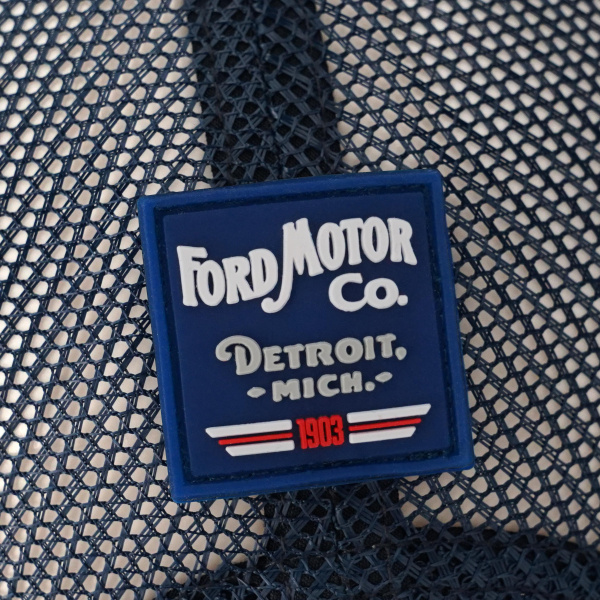 FORD MOTOR
Co.
DETROIT,
-MICH.-
1903